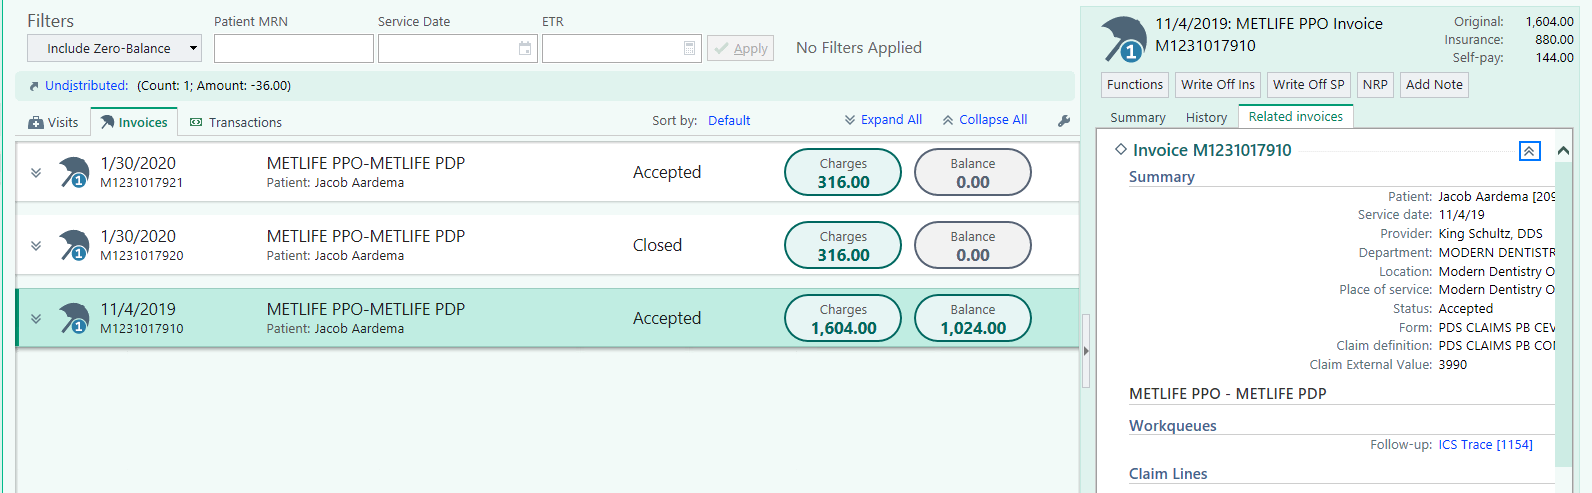 Filters
Patient MRN
Service Date
ETR
Include Zero-Balance
Apply
No Filters Applied
Undistributed: (Count: 1; Amount: -36.00)
Visits
Invoices
Transactions
Sort by: Default
Expand All
Collapse All
1/30/2020
METLIFE PPO-METLIFE PDP
M1231017921
Patient: Jacob Aardema
Accepted
Charges
316.00
Balance
0.00
1
1/30/2020
METLIFE PPO-METLIFE PDP
M1231017920
Patient: Jacob Aardema
Closed
Charges
316.00
Balance
0.00
1
11/4/2019
METLIFE PPO-METLIFE PDP
M1231017910
Patient: Jacob Aardema
Accepted
Charges
1,604.00
Balance
1,024.00
1
1
11/4/2019: METLIFE PPO Invoice
M1231017910
Original: 1,604.00
Insurance: 880.00
Self-pay: 144.00
Functions
Write Off Ins
Write Off SP
NRP
Add Note
Summary
History
Related invoices
Invoice M1231017910
Summary
Patient: Jacob Aardema [209
Service date: 11/4/19
Provider: King Schultz, DDS
Department: MODERN DENTISTR
Location: Modern Dentistry O
Place of service: Modern Dentistry O
Status: Accepted
Form: PDS CLAIMS PB CEV
Claim definition: PDS CLAIMS PB CO
Claim External Value: 3990
METLIFE PPO - METLIFE PDP
Workqueues
Follow-up: ICS Trace [1154]
Claim Lines